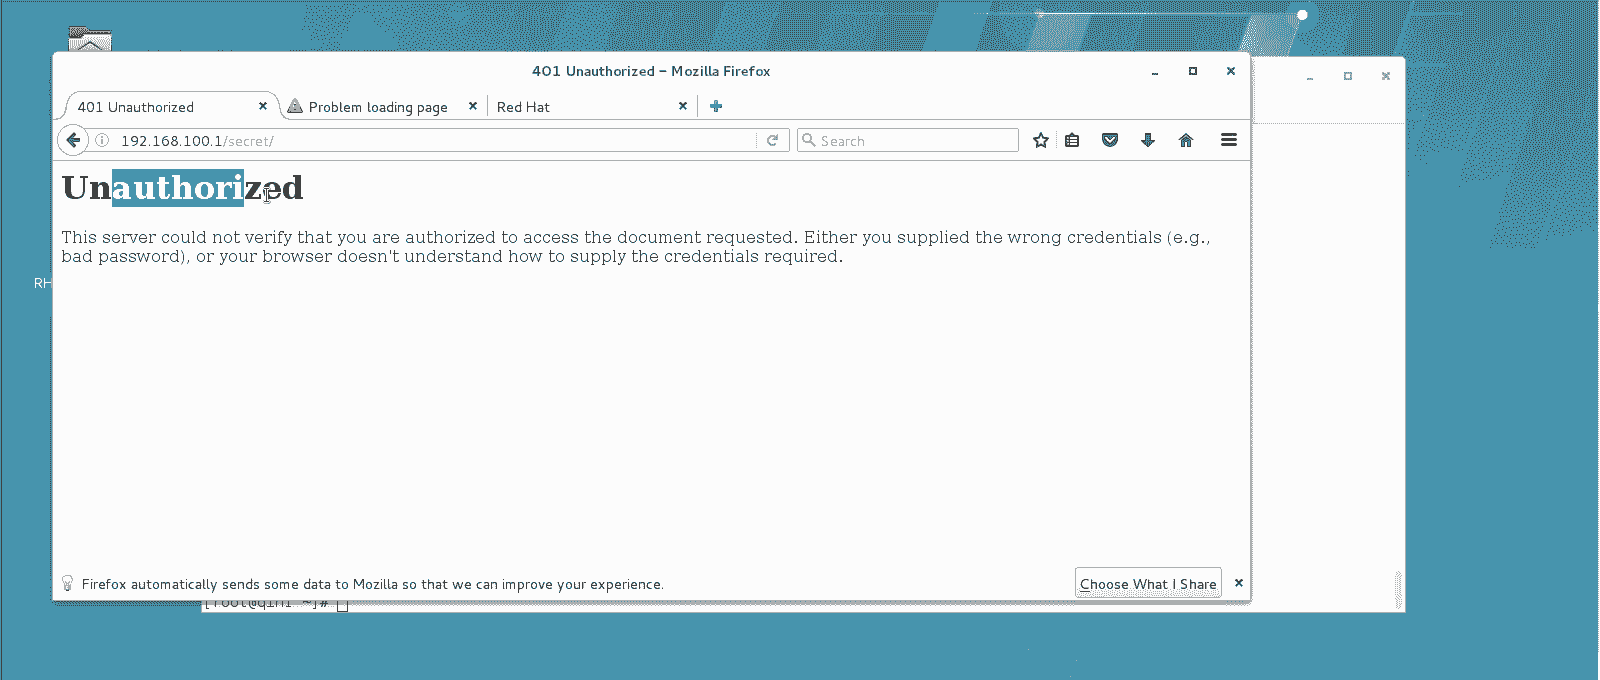 401 Unauthorized - Mozilla Firefox
401 Unauthorized
Problem loading page
Red Hat
192.168.100.1/secret/
Search
Unauthorized
This server could not verify that you are authorized to access the document requested. Either you supplied the wrong credentials (e.g.,
bad password), or your browser doesn't understand how to supply the credentials required.
RH
Firefox automatically sends some data to Mozilla so that we can improve your experience.
Choose What I Share